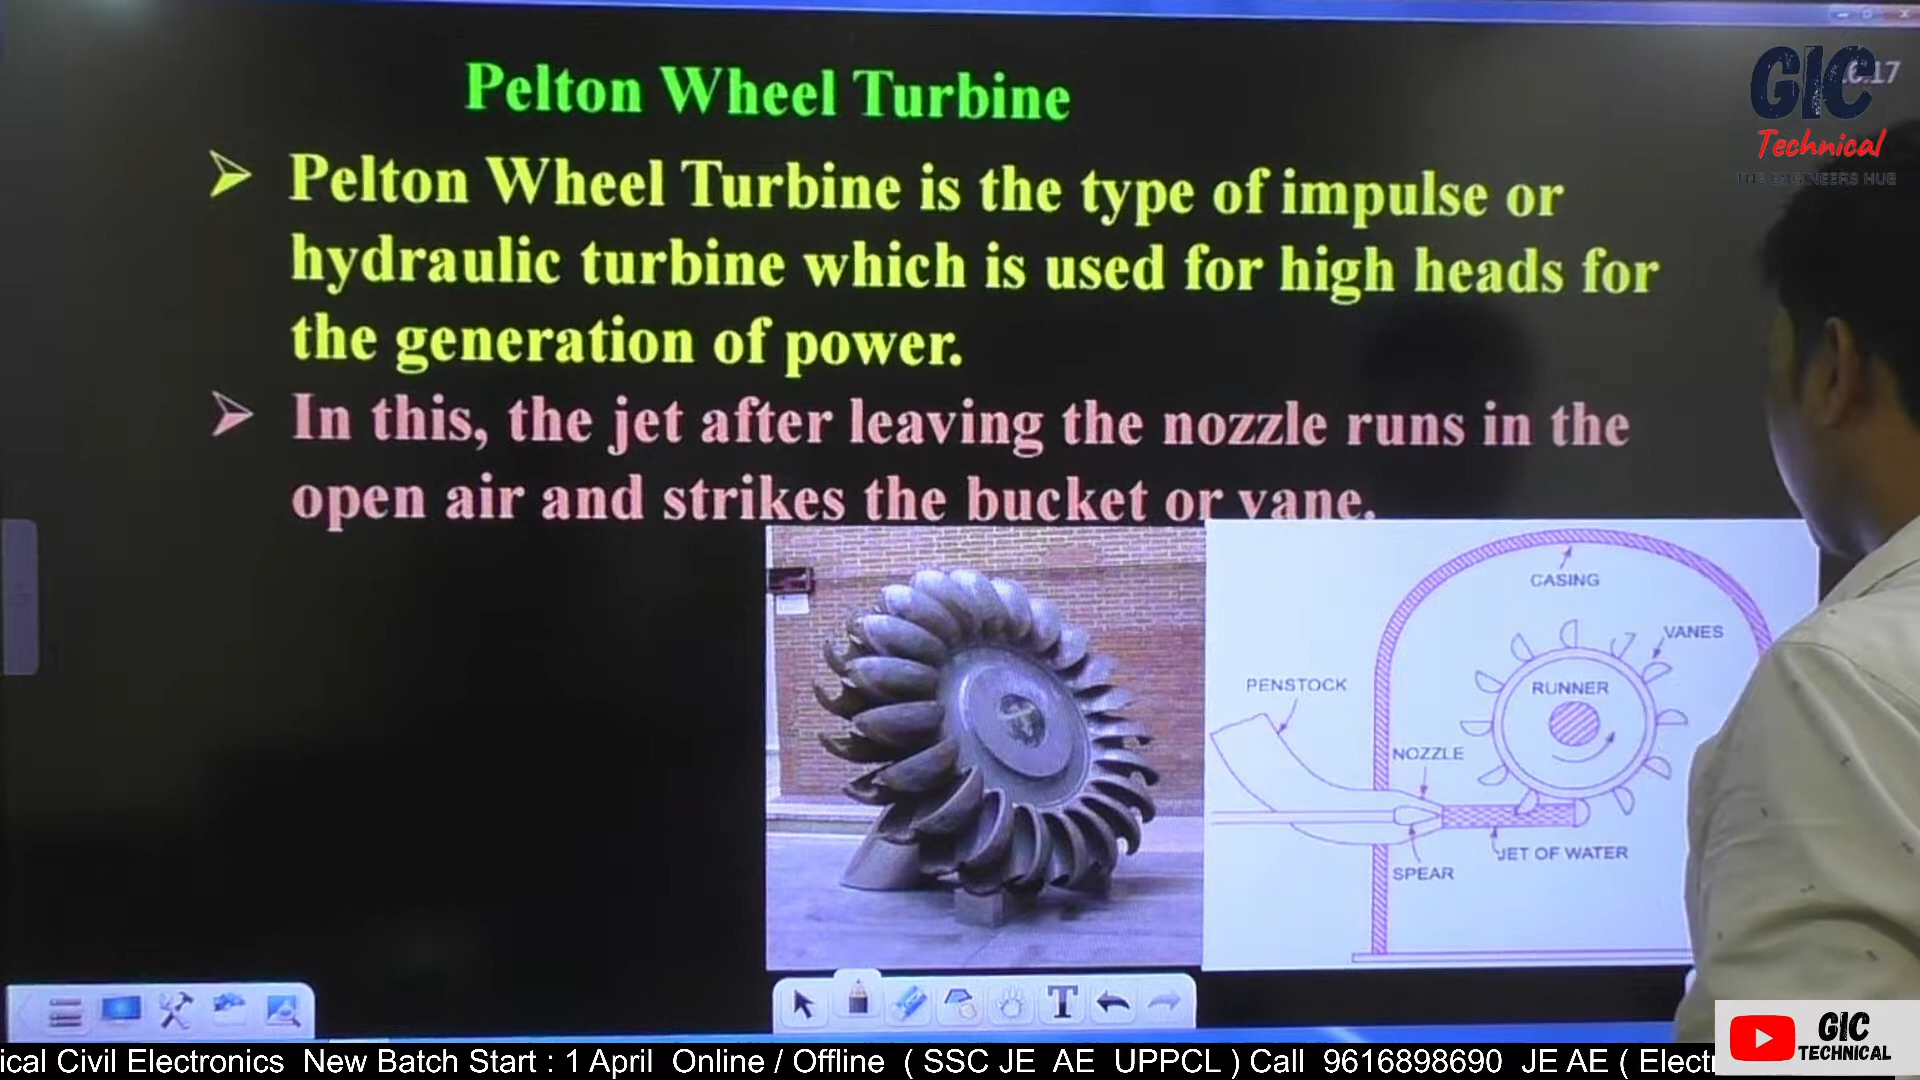 Pelton Wheel Turbine
➢ Pelton Wheel Turbine is the type of impulse or
hydraulic turbine which is used for high heads for
the generation of power.
➢ In this, the jet after leaving the nozzle runs in the
open air and strikes the bucket or vane.
GIC
Technical
THE ENGINEERS HUB
CASING
VANES
PENSTOCK
RUNNER
NOZZLE
JET OF WATER
SPEAR
T
GIC
TECHNICAL
ical Civil Electronics New Batch Start : 1 April Online / Offline ( SSC JE AE UPPCL ) Call 9616898690 JE AE ( Electr